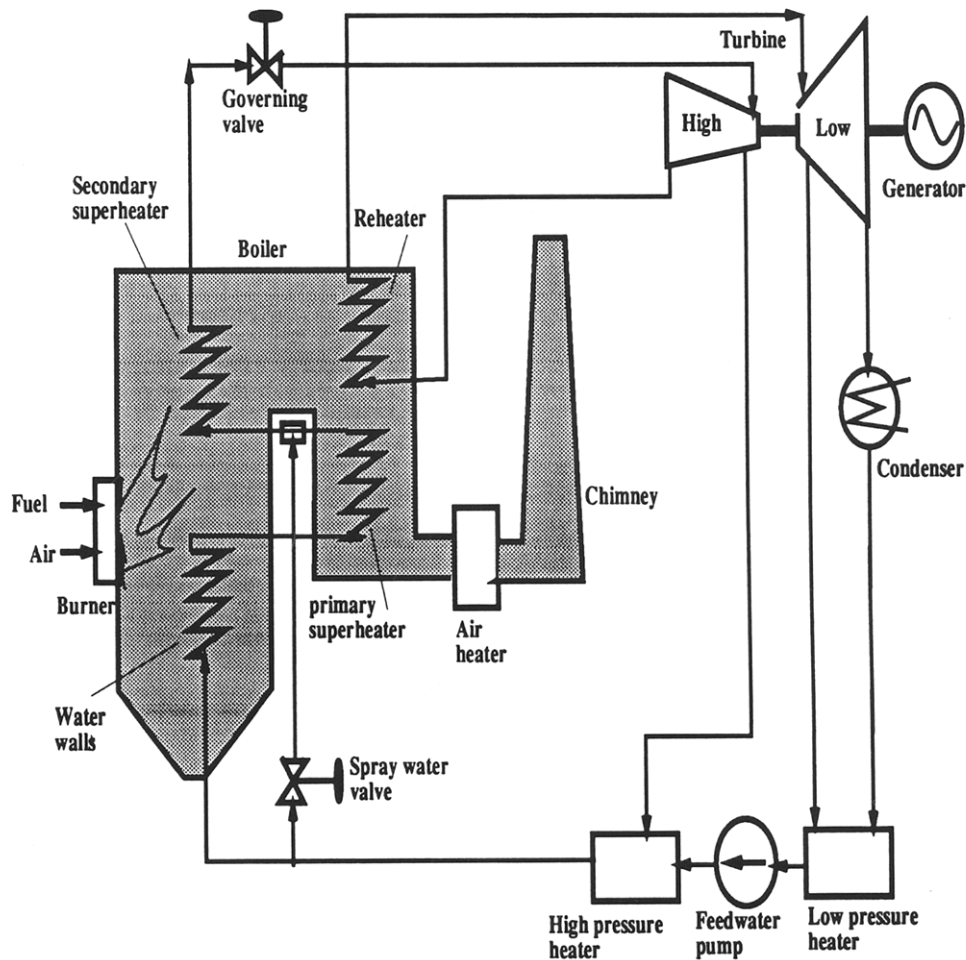 Turbine
Governing
valve
High
Low
Generator
Secondary
superheater
Reheater
Boiler
Condenser
Fuel
Chimney
Air
Burner
primary
superheater
Air
heater
Water
walls
Spray water
valve
High pressure
heater
Feedwater
pump
Low pressure
heater